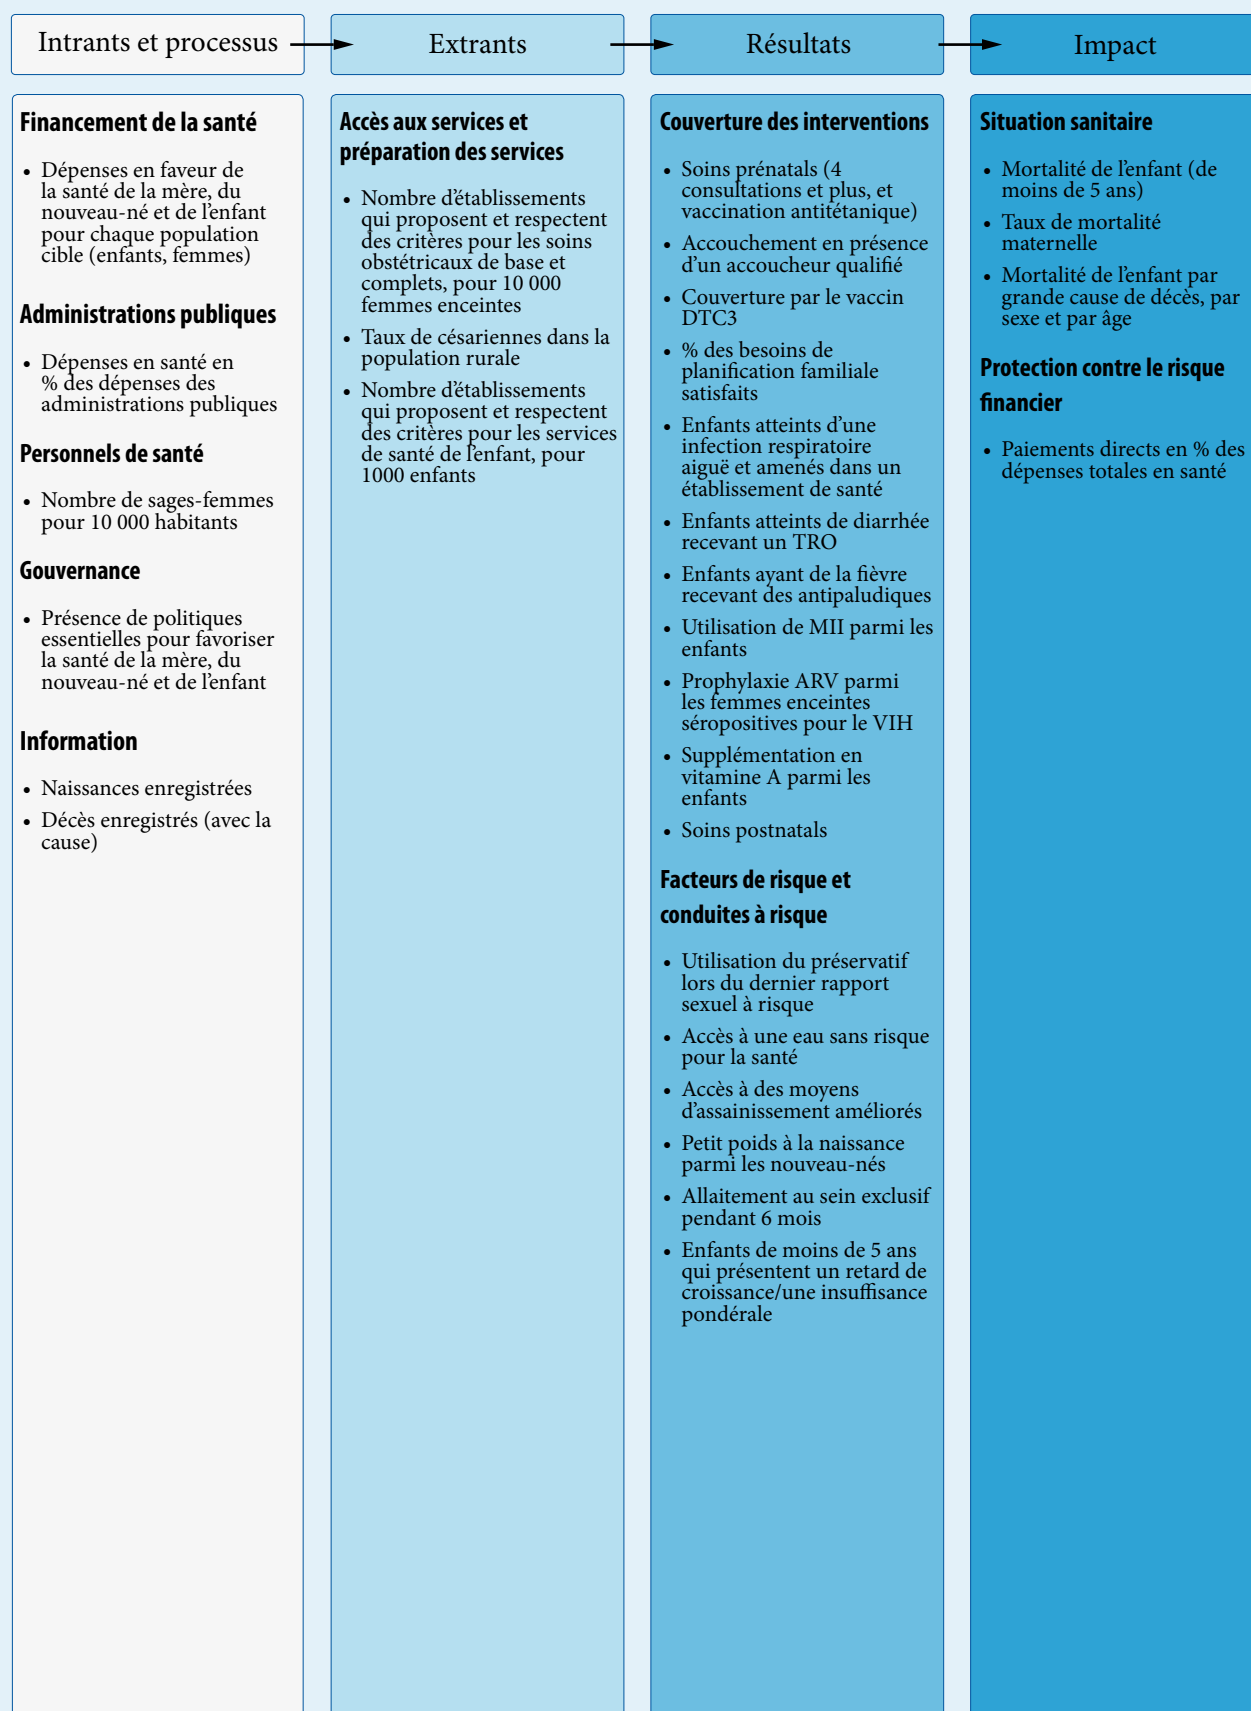 Intrants et processus
Extrants
Résultats
Impact
Financement de la santé
• Dépenses en faveur de
la santé de la mère, du
nouveau-né et de l'enfant
pour chaque population
cible (enfants, femmes)
Administrations publiques
• Dépenses en santé en
% des dépenses des
administrations publiques
Personnels de santé
• Nombre de sages-femmes
pour 10 000 habitants
Gouvernance
• Présence de politiques
essentielles pour favoriser
la santé de la mère, du
nouveau-né et de l'enfant
Information
• Naissances enregistrées
• Décès enregistrés (avec la
cause)
Accès aux services et
préparation des services
• Nombre d'établissements
qui proposent et respectent
des critères pour les soins
obstétricaux de base et
complets, pour 10 000
femmes enceintes
• Taux de césariennes dans la
population rurale
• Nombre d'établissements
qui proposent et respectent
des critères pour les services
de santé de l'enfant, pour
1000 enfants
Couverture des interventions
• Soins prénatals (4
consultations et plus, et
vaccination antitétanique)
• Accouchement en présence
d'un accoucheur qualifié
• Couverture par le vaccin
DTC3
• % des besoins de
planification familiale
satisfaits
• Enfants atteints d'une
infection respiratoire
aiguë et amenés dans un
établissement de santé
• Enfants atteints de diarrhée
recevant un TRO
• Enfants ayant de la fièvre
recevant des antipaludiques
• Utilisation de MII parmi les
enfants
• Prophylaxie ARV parmi
les femmes enceintes
séropositives pour le VIH
• Supplémentation en
vitamine A parmi les
enfants
• Soins postnatals
Facteurs de risque et
conduites à risque
• Utilisation du préservatif
lors du dernier rapport
sexuel à risque
• Accès à une eau sans risque
pour la santé
• Accès à des moyens
d'assainissement améliorés
• Petit poids à la naissance
parmi les nouveau-nés
• Allaitement au sein exclusif
pendant 6 mois
• Enfants de moins de 5 ans
qui présentent un retard de
croissance/une insuffisance
pondérale
Situation sanitaire
• Mortalité de l'enfant (de
moins de 5 ans)
• Taux de mortalité
maternelle
• Mortalité de l'enfant par
grande cause de décès, par
sexe et par âge
Protection contre le risque
financier
• Paiements directs en % des
dépenses totales en santé